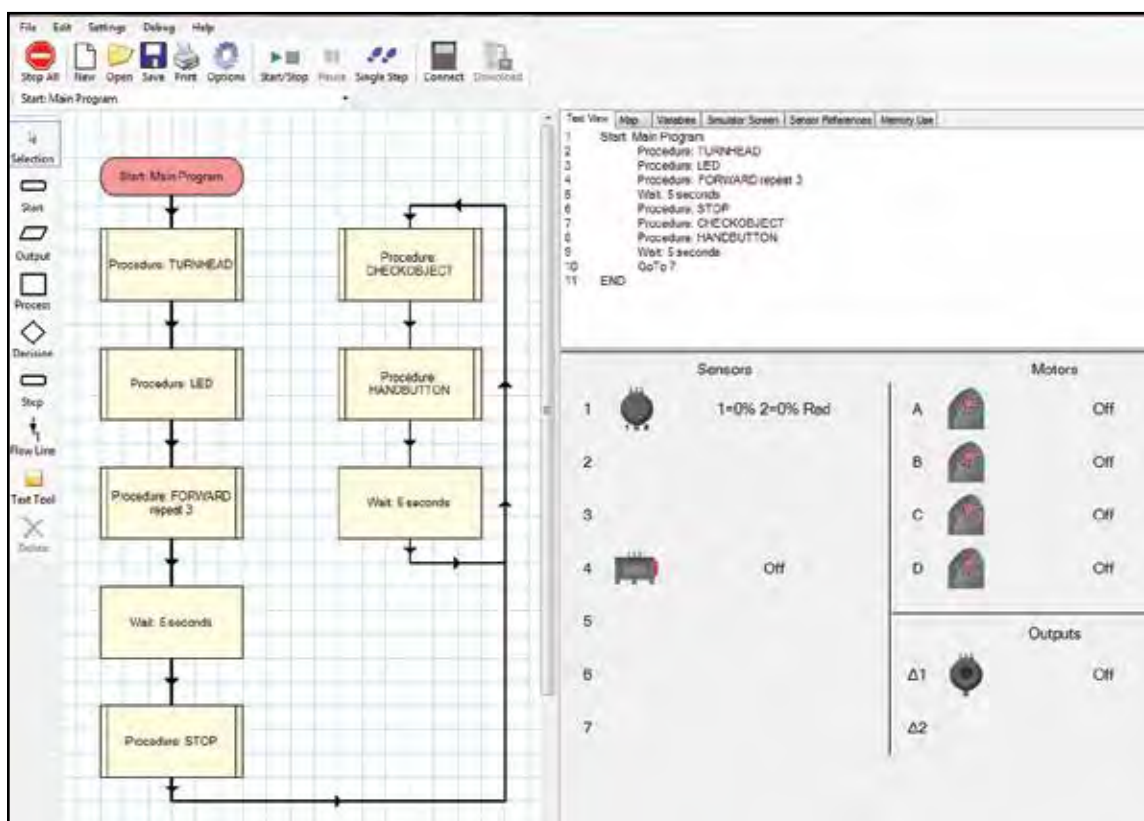 File Edit Settings Debug Help
Stop All New Open Save Print Options Start/Stop Pause Single Step Connect Download
Start: Main Program
Selection
Start
Output
Process
Decision
Stop
Flow Line
Text Tool
Delete
Start: Main Program
Procedure: TURNHEAD
Procedure: LED
Procedure: FORWARD
repeat 3
Wait: 5 seconds
Procedure: STOP
Procedure:
CHECKOBJECT
Procedure:
HANDBUTTON
Wait: 5 seconds
Text View Map Variables Simulator Screen Sensor References Memory Use
1 Start: Main Program
2 Procedure: TURNHEAD
3 Procedure: LED
4 Procedure: FORWARD repeat 3
5 Wait: 5 seconds
6 Procedure: STOP
7 Procedure: CHECKOBJECT
8 Procedure: HANDBUTTON
9 Wait: 5 seconds
10 GoTo 7
11 END
Sensors
1 1=0% 2=0% Red
2
3
4 Off
5
6
7
Motors
A Off
B Off
C Off
D Off
Outputs
Δ1 Off
Δ2